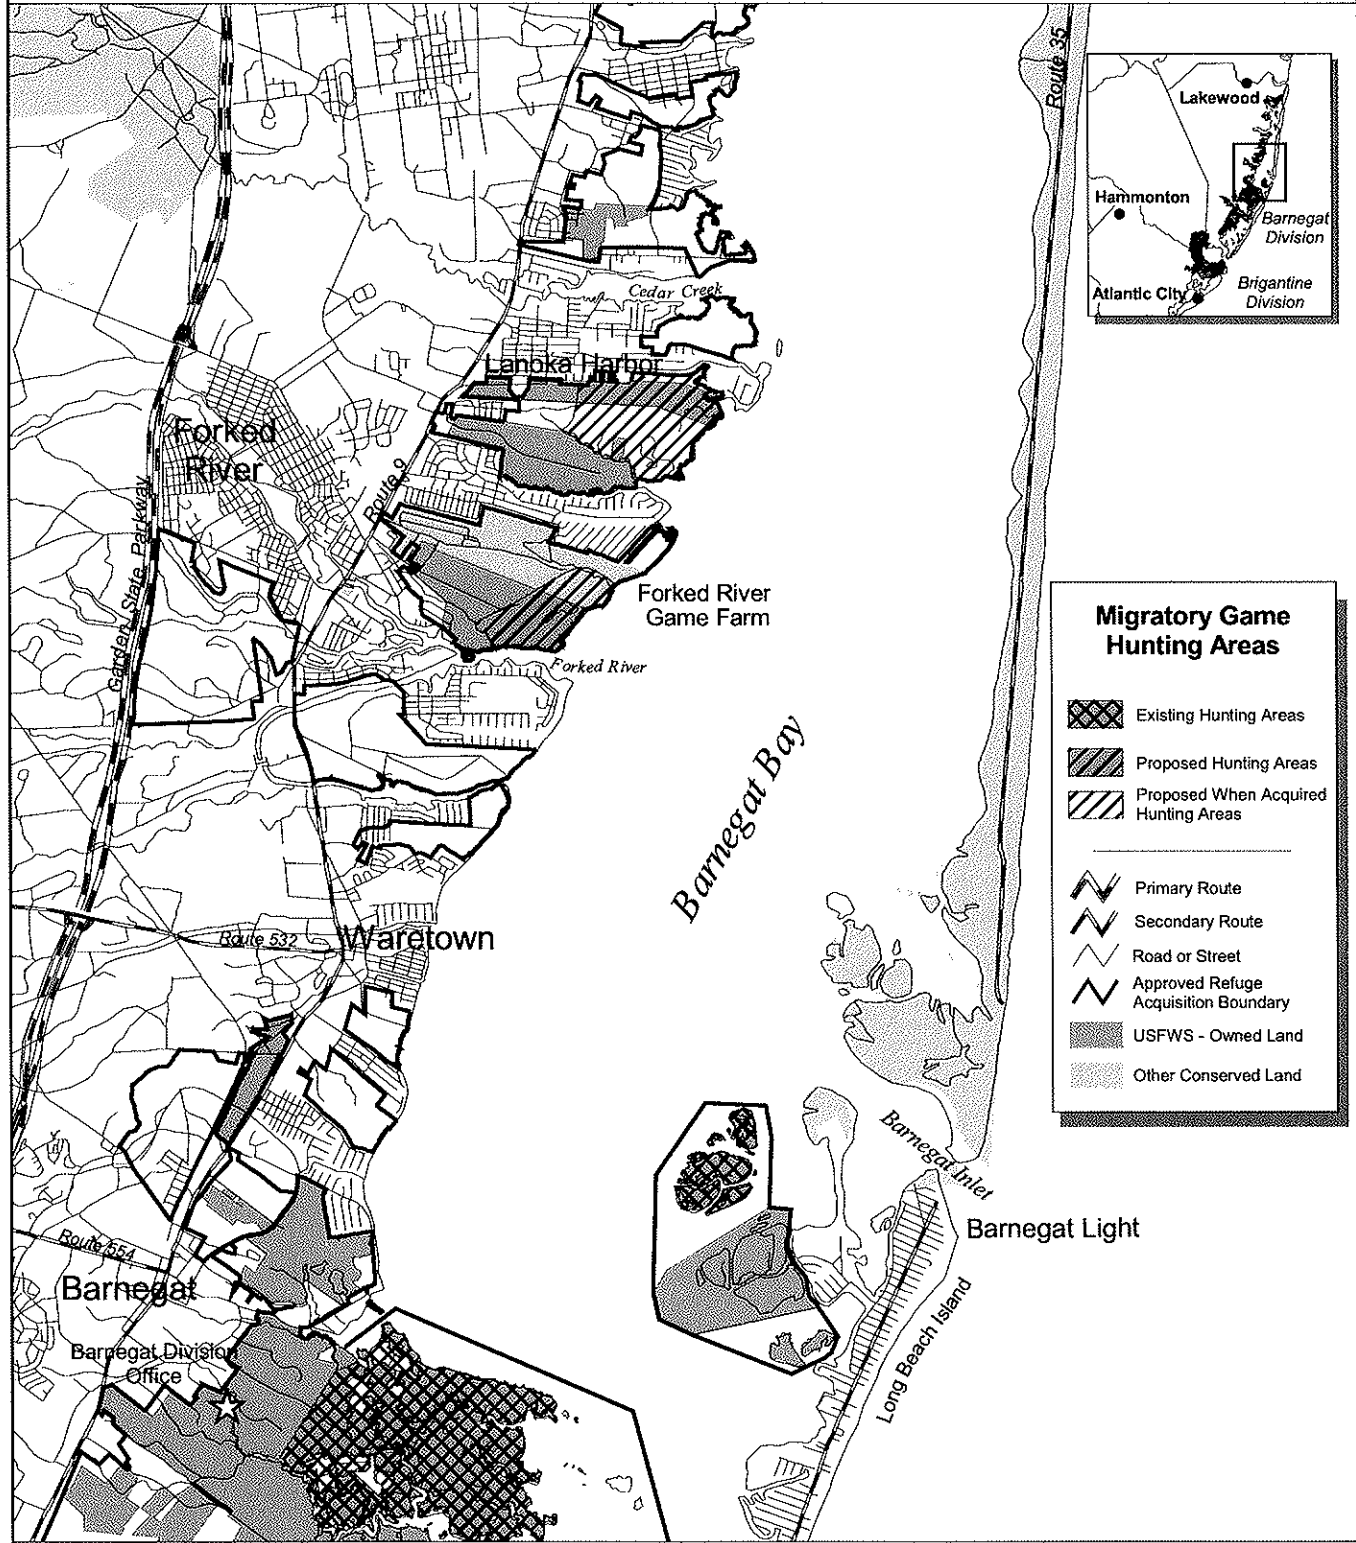 Route 35
Lakewood
Hammonton
Barnegat
Division
Atlantic City
Brigantine
Division
Cedar Creek
Lanoka Harbor
Forked
River
Route 9
Garden State Parkway
Forked River
Game Farm
Forked River
Barnegat Bay
Migratory Game
Hunting Areas
Existing Hunting Areas
Proposed Hunting Areas
Proposed When Acquired
Hunting Areas
Primary Route
Secondary Route
Road or Street
Approved Refuge
Acquisition Boundary
USFWS - Owned Land
Other Conserved Land
Route 532
Waretown
Barnegat Inlet
Barnegat Light
Route 554
Barnegat
Long Beach Island
Barnegat Division
Office